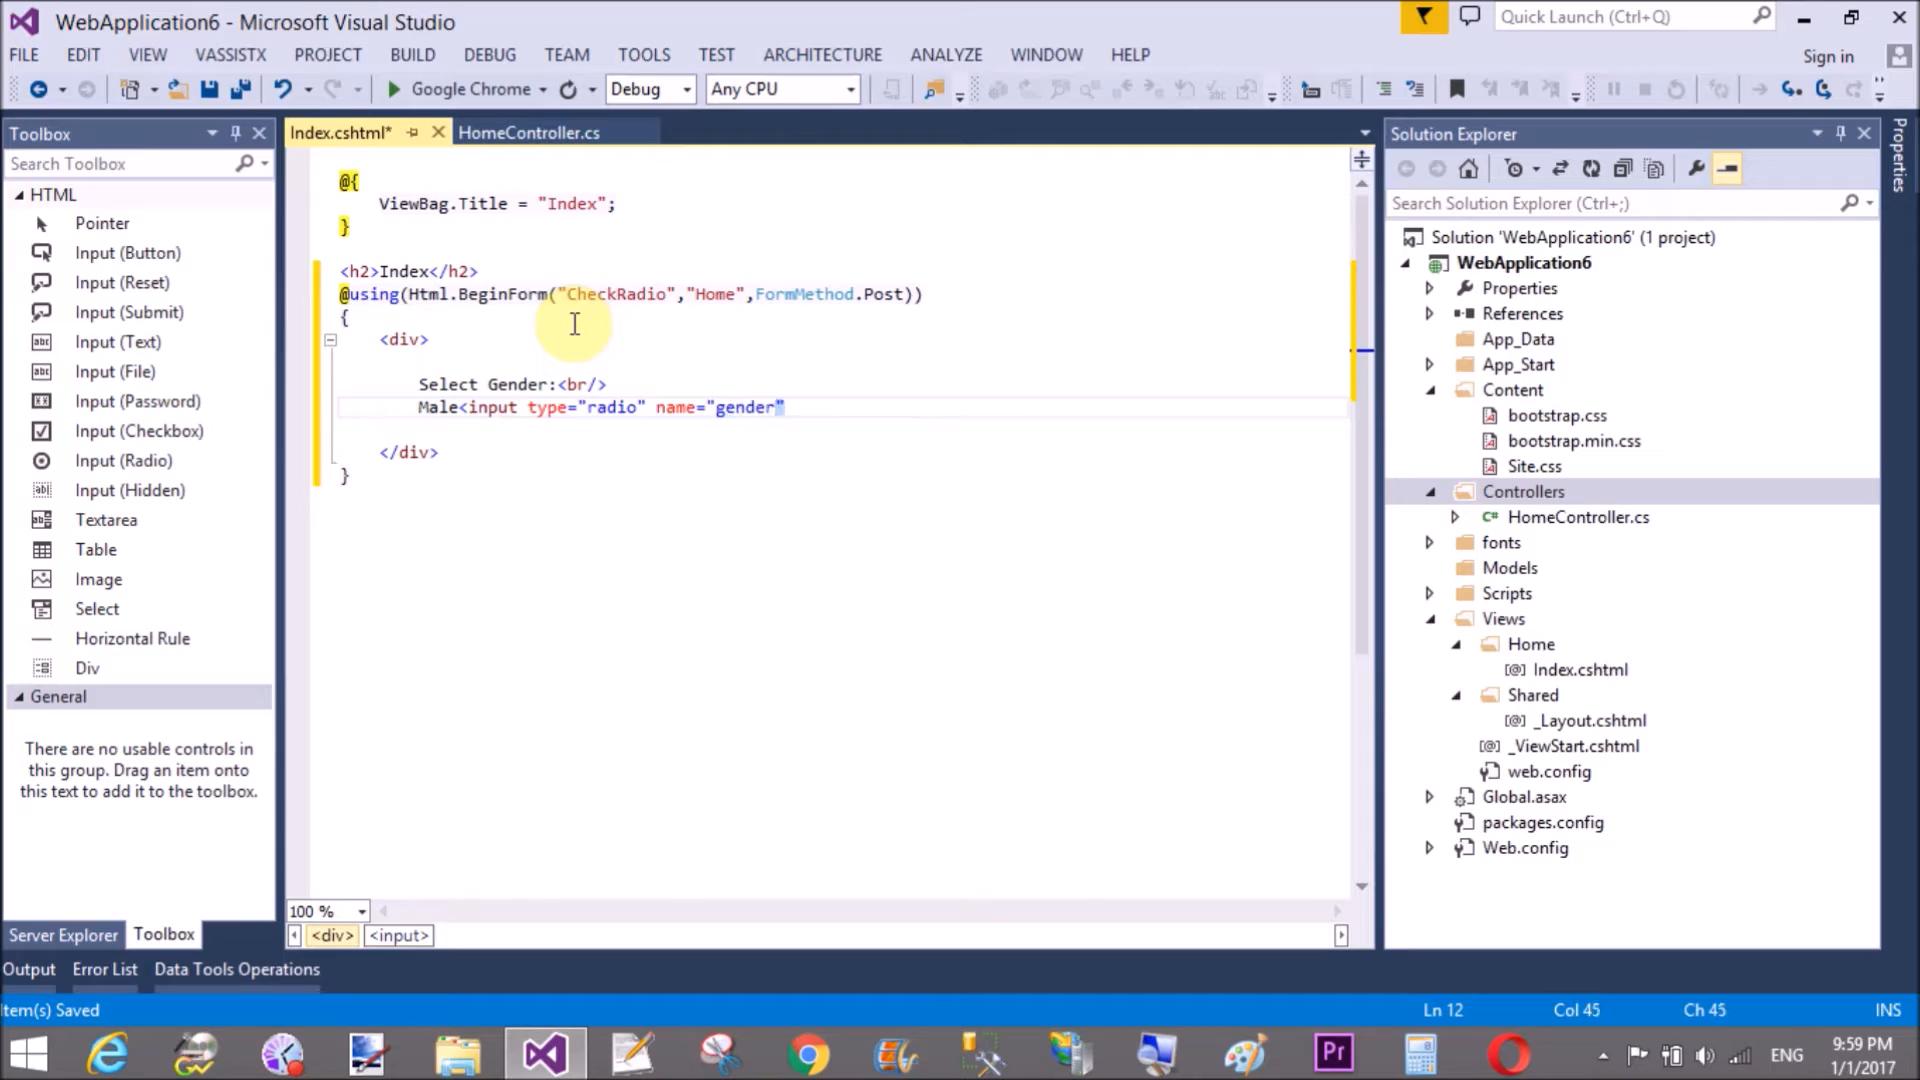 WebApplication6 - Microsoft Visual Studio
Quick Launch (Ctrl+Q)
FILE EDIT VIEW VASSISTX PROJECT BUILD DEBUG TEAM TOOLS TEST ARCHITECTURE ANALYZE WINDOW HELP
Sign in
Google Chrome Debug Any CPU
Toolbox
Search Toolbox
HTML
Pointer
Input (Button)
Input (Reset)
Input (Submit)
Input (Text)
Input (File)
Input (Password)
Input (Checkbox)
Input (Radio)
Input (Hidden)
Textarea
Table
Image
Select
Horizontal Rule
Div
General
There are no usable controls in
this group. Drag an item onto
this text to add it to the toolbox.
Server Explorer Toolbox
Index.cshtml* HomeController.cs
@{
ViewBag.Title = "Index";
}
<h2>Index</h2>
@using(Html.BeginForm("CheckRadio","Home",FormMethod.Post))
{
<div>
Select Gender:<br/>
Male<input type="radio" name="gender"
</div>
}
100 %
<div> <input>
Solution Explorer
Search Solution Explorer (Ctrl+;)
Solution 'WebApplication6' (1 project)
WebApplication6
Properties
References
App_Data
App_Start
Content
bootstrap.css
bootstrap.min.css
Site.css
Controllers
HomeController.cs
fonts
Models
Scripts
Views
Home
Index.cshtml
Shared
_Layout.cshtml
_ViewStart.cshtml
web.config
Global.asax
packages.config
Web.config
Properties
Output Error List Data Tools Operations
Item(s) Saved
Ln 12 Col 45 Ch 45 INS
Pr
ENG
9:59 PM
1/1/2017